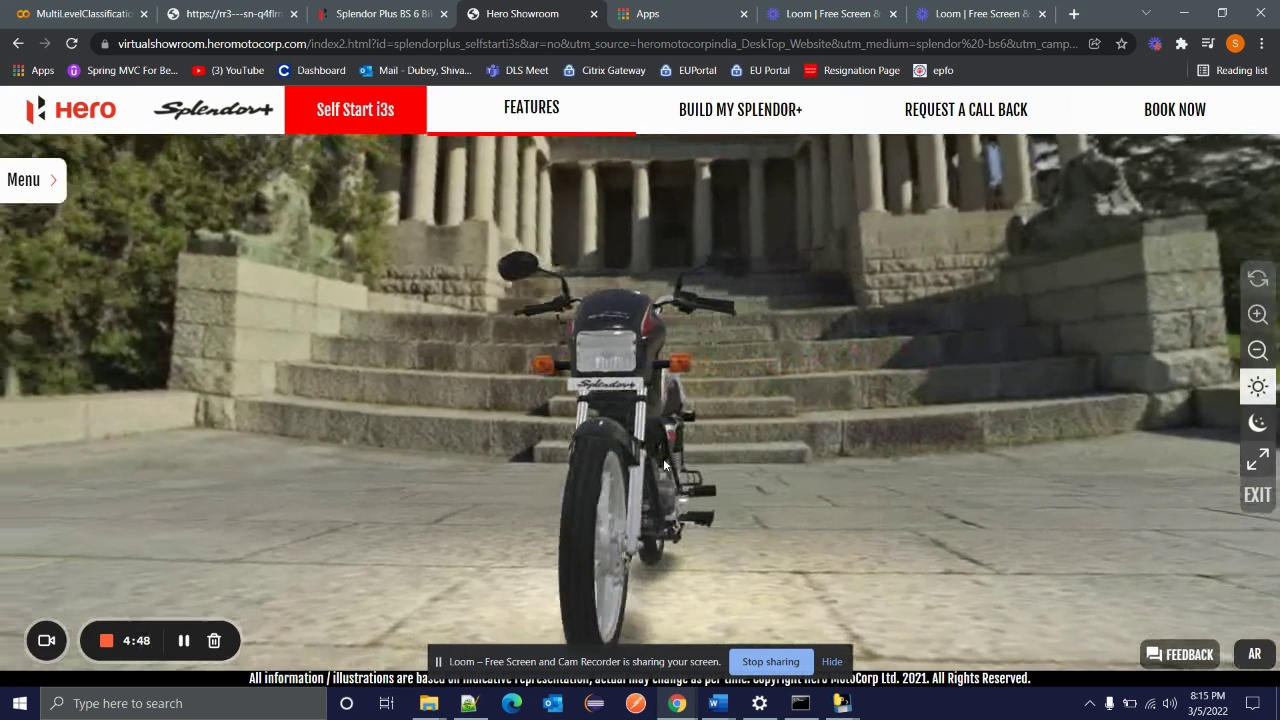 MultiLevelClassificatio
https://rr3---sn-q4flrn
Splendor Plus BS 6 Bik
Hero Showroom
Apps
Loom | Free Screen &
Loom | Free Screen &
virtualshowroom.heromotocorp.com/index2.html?id=splendorplus_selfstarti3s&at=no&utm_source=heromotocorpindia_DeskTop_Website&utm_medium=splendor%20-bs6&utm_camp...
S
Apps
Sping MVC For Be...
(3) YouTube
Dashboard
Mail - Dubey, Shiva...
DLS Meet
Citrix Gateway
EUPortal
EU Portal
Resignation Page
epfo
Reading list
HERO
Splendor+
Self Start i3s
FEATURES
BUILD MY SPLENDOR+
REQUEST A CALL BACK
BOOK NOW
Menu
Splendor+
EXIT
4:48
Loom – Free Screen and Cam Recorder is sharing your screen.
Stop sharing
Hide
FEEDBACK
AR
All information / illustrations are based on indicative representation, actual may change as per time. Copyright Hero MotoCorp Ltd. 2021. All Rights Reserved.
Type here to search
8:15 PM
3/5/2022